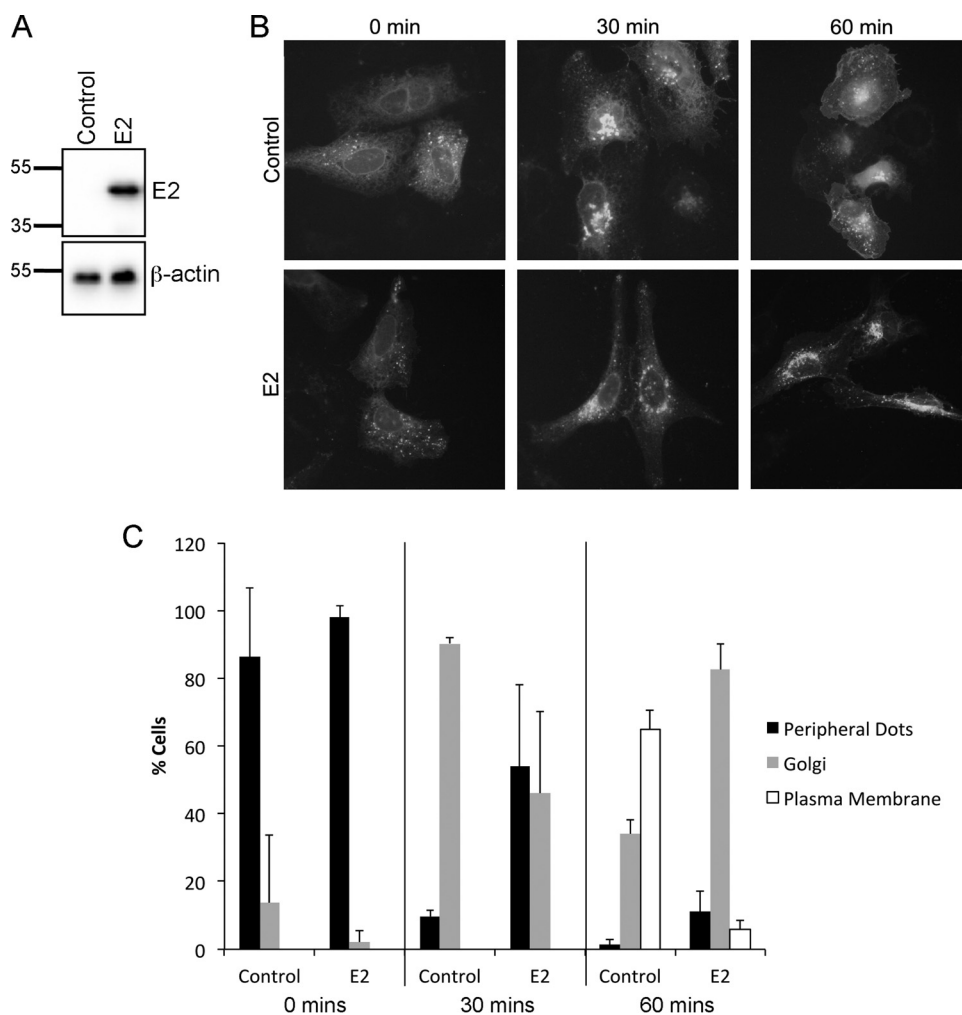 A
Control
E2
55
35
E2
55
β-actin
B
0 min
30 min
60 min
Control
E2
C
120
100
80
60
40
20
0
% Cells
Control
E2
Control
E2
Control
E2
0 mins
30 mins
60 mins
Peripheral Dots
Golgi
Plasma Membrane